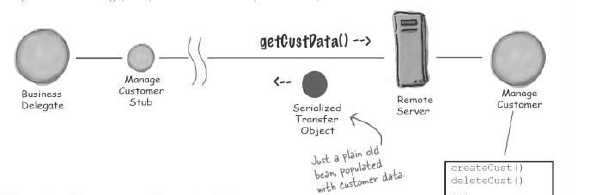 getCustData() -->
<--
Business
Delegate
Manage
Customer
Stub
Serialized
Transfer
Object
Remote
Server
Manage
Customer
Just a plain old
bean, populated
with customer data.
createCust()
deleteCust()